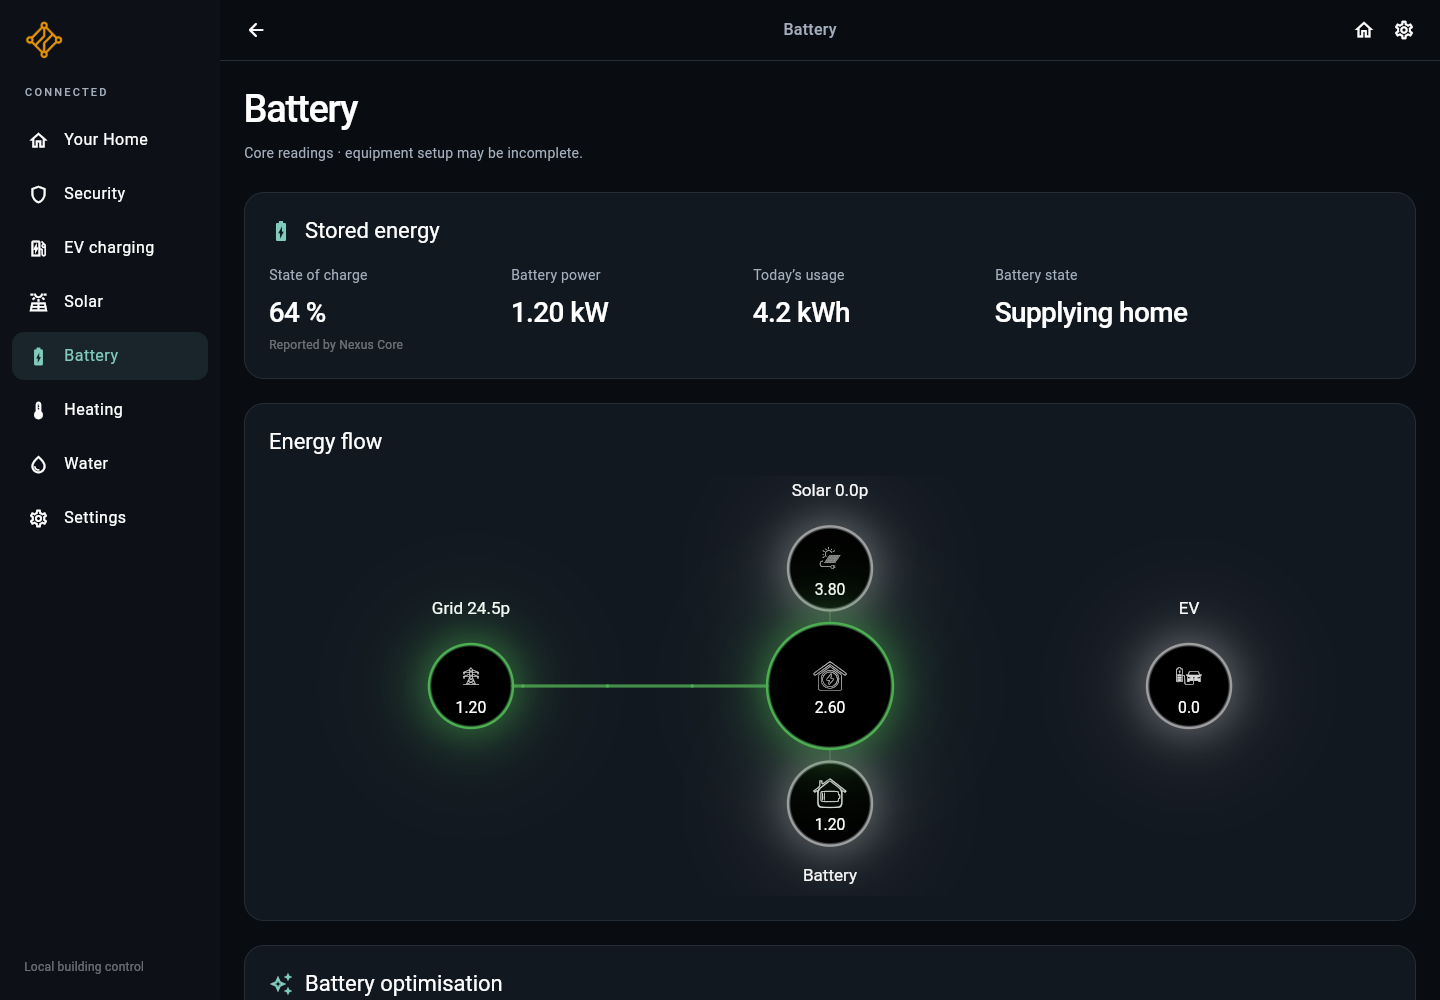 CONNECTED
Your Home
Security
EV charging
Solar
Battery
Heating
Water
Settings
Local building control
Battery
Battery
Core readings · equipment setup may be incomplete.
Stored energy
State of charge
64 %
Reported by Nexus Core
Battery power
1.20 kW
Today’s usage
4.2 kWh
Battery state
Supplying home
Energy flow
Solar 0.0p
3.80
Grid 24.5p
1.20
2.60
EV
0.0
1.20
Battery
Battery optimisation